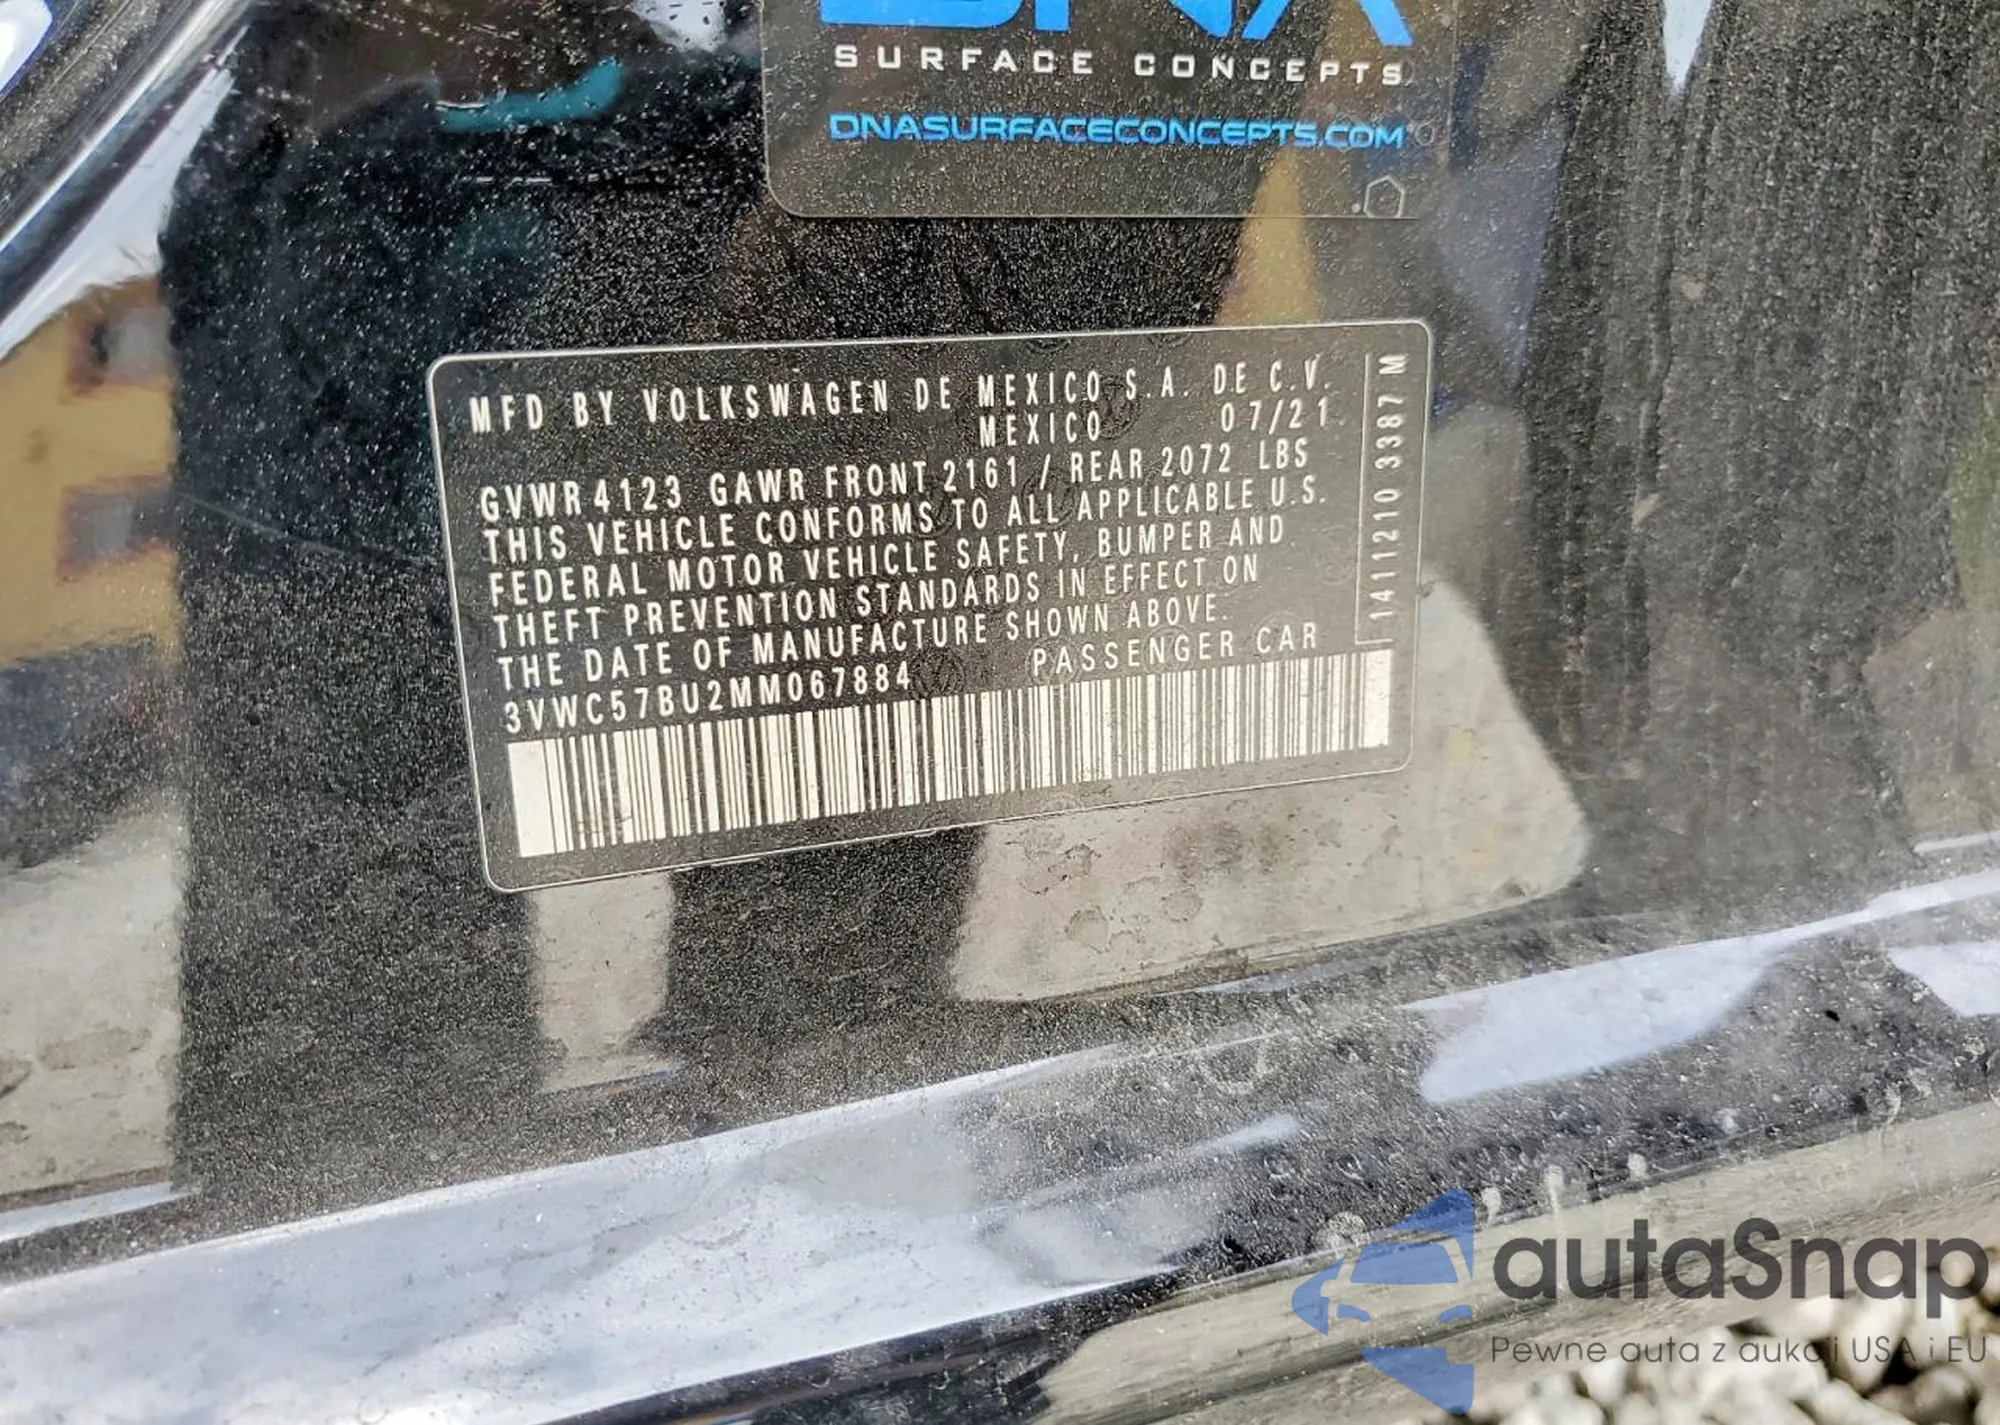 SURFACE CONCEPTS
DNASURFACECONCEPTS.COM
MFD BY VOLKSWAGEN DE MEXICO S.A. DE C.V.
MEXICO 07/21
GVWR 4123 GAWR FRONT 2161 / REAR 2072 LBS
THIS VEHICLE CONFORMS TO ALL APPLICABLE U.S.
FEDERAL MOTOR VEHICLE SAFETY, BUMPER AND
THEFT PREVENTION STANDARDS IN EFFECT ON
THE DATE OF MANUFACTURE SHOWN ABOVE.
3VWC57BU2MM067884 PASSENGER CAR
1411210 3387 M
autaSnap
Pewne auta z aukcji USA i EU